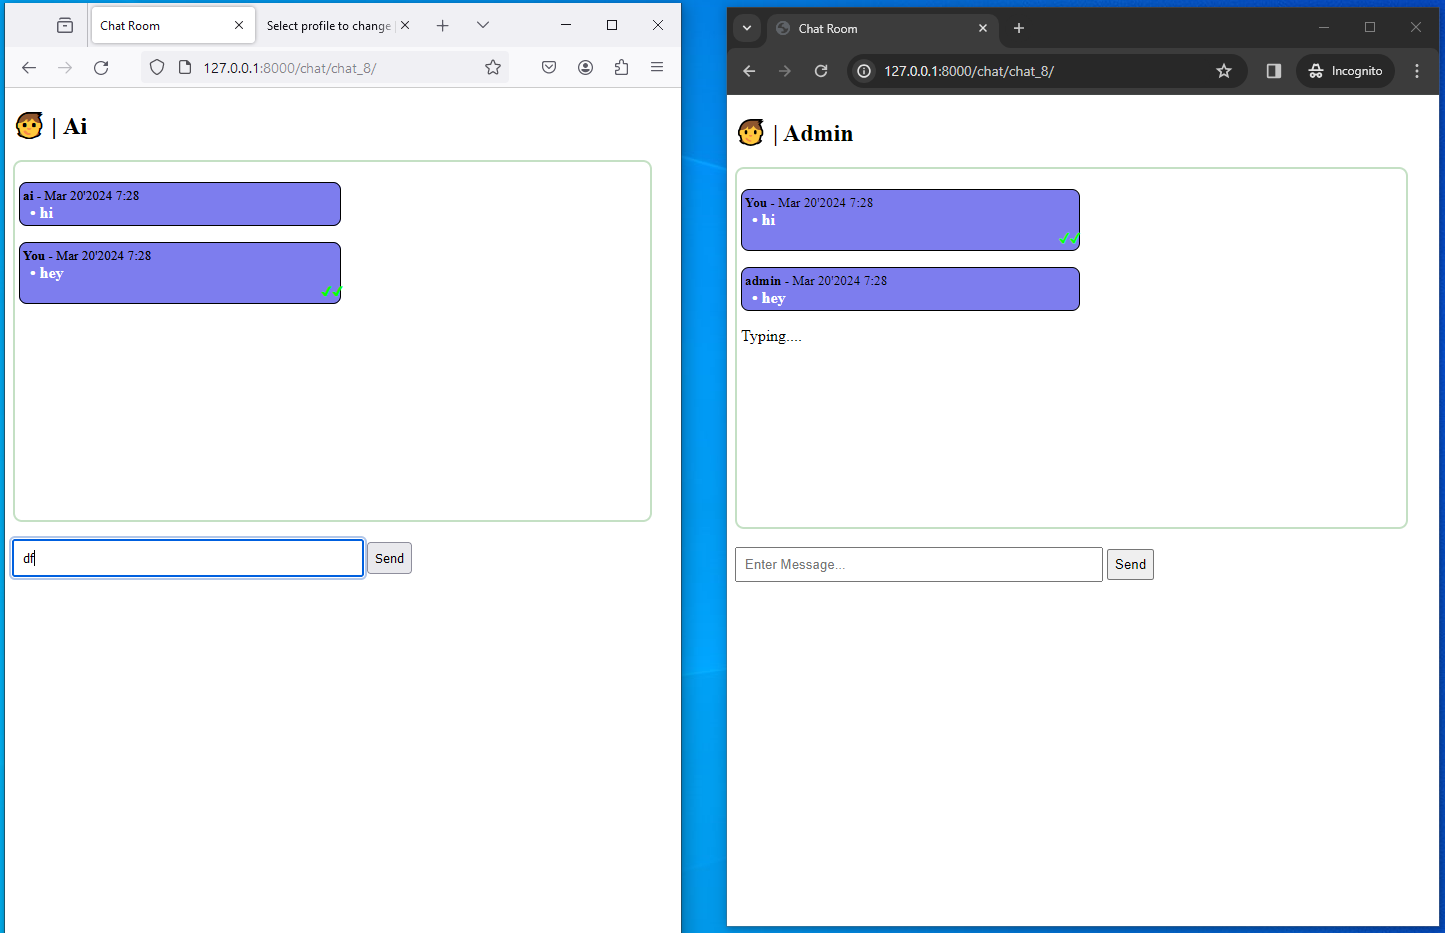 Chat Room
Select profile to change
127.0.0.1:8000/chat/chat_8/
| Ai
ai - Mar 20'2024 7:28
• hi
You - Mar 20'2024 7:28
• hey
df
Send
Chat Room
127.0.0.1:8000/chat/chat_8/
Incognito
| Admin
You - Mar 20'2024 7:28
• hi
admin - Mar 20'2024 7:28
• hey
Typing....
Enter Message...
Send